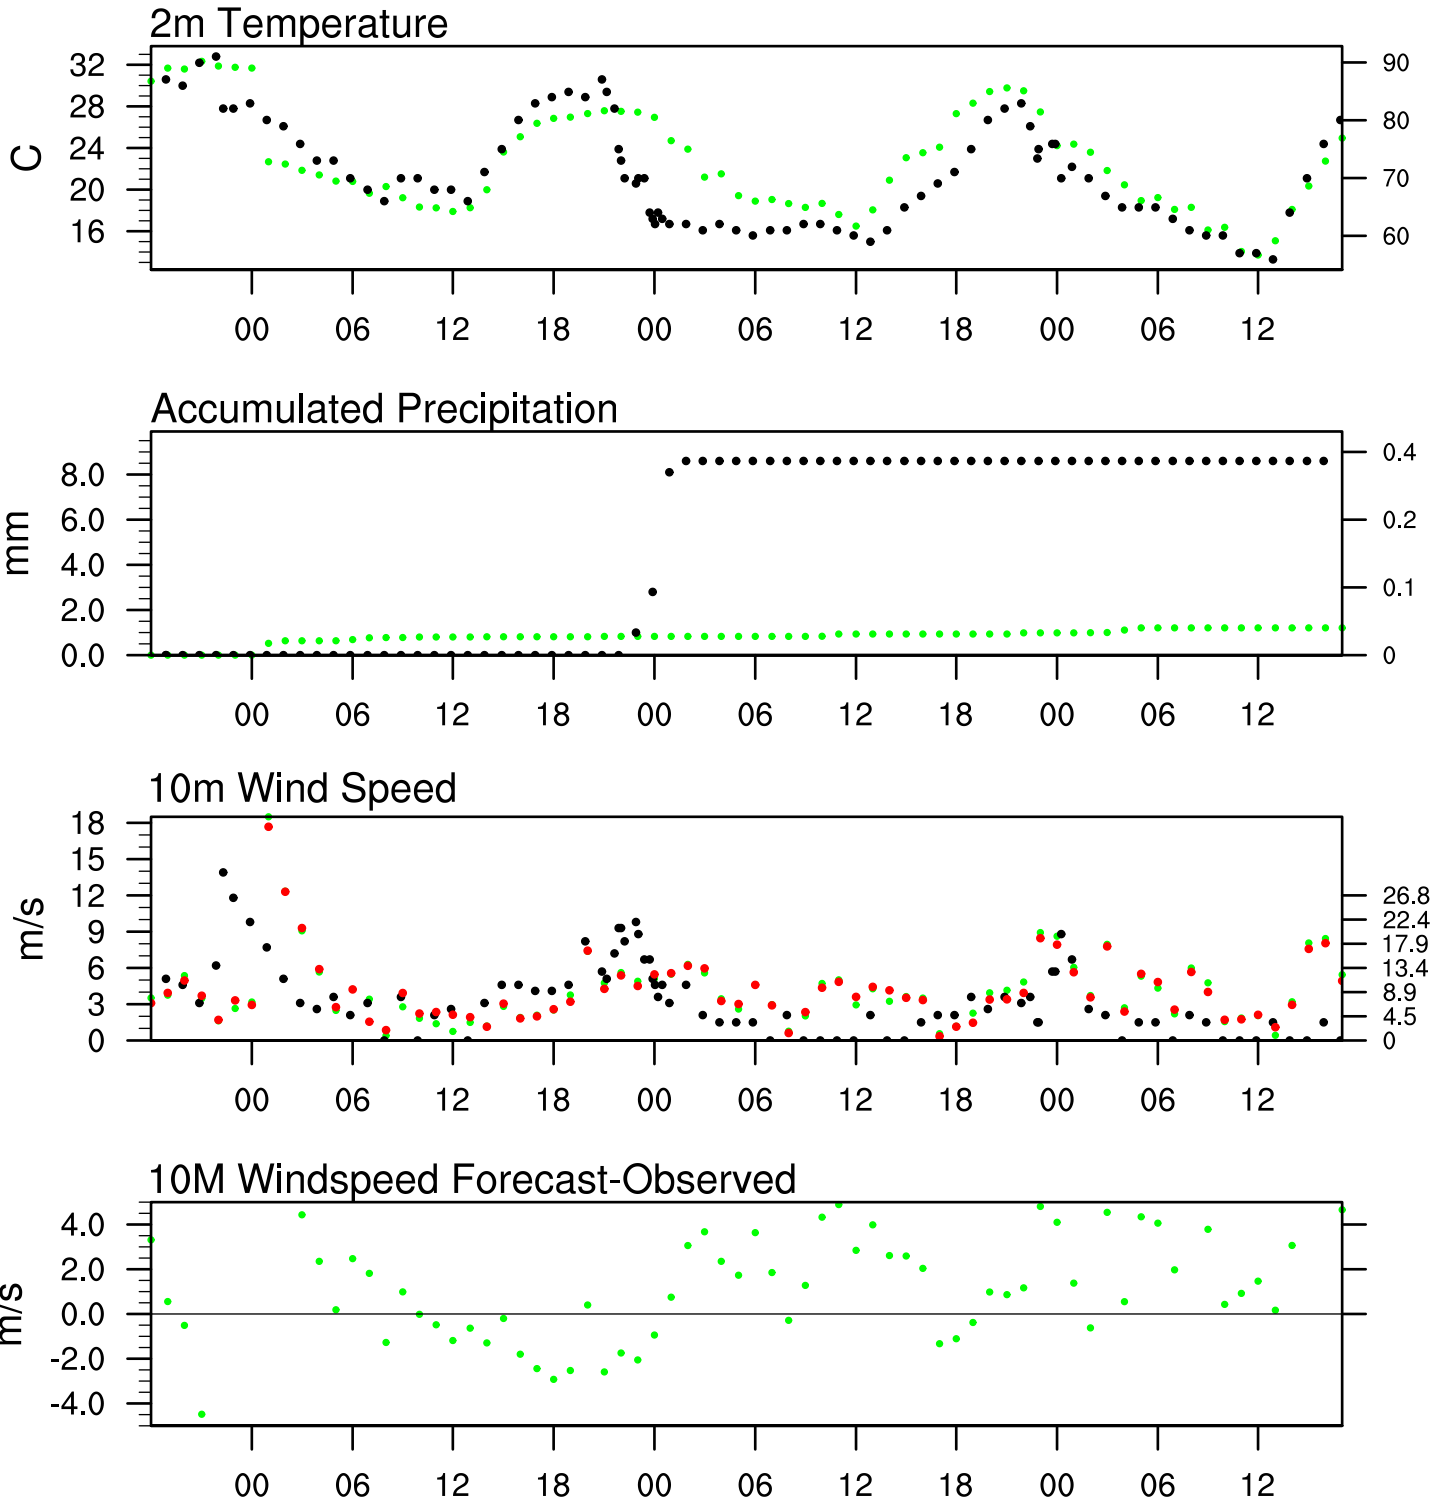 2m Temperature
32 90
28 80
24
C
20 70
16 60
00 06 12 18 00 06 12 18 00 06 12
Accumulated Precipitation
8.0 0.4
6.0 0.2
mm
4.0
2.0 0.1
0.0 0
00 06 12 18 00 06 12 18 00 06 12
10m Wind Speed
18
15
12 26.8
22.4
m/s
9 17.9
6 13.4
8.9
3 4.5
0 0
00 06 12 18 00 06 12 18 00 06 12
10M Windspeed Forecast-Observed
4.0
2.0
m/s
0.0
-2.0
-4.0
00 06 12 18 00 06 12 18 00 06 12